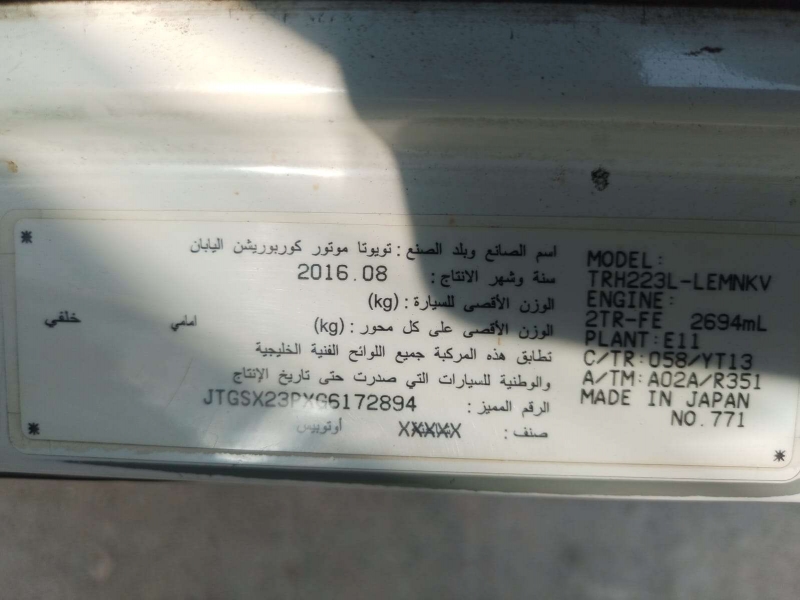 اسم الصانع وبلد الصنع : تويوتا موتور كوربوريشن اليابان
سنة وشهر الانتاج : 2016.08
الوزن الأقصى للسيارة : (kg)
الوزن الأقصى على كل محور : (kg) امامي خلفي
تطابق هذه المركبة جميع اللوائح الفنية الخليجية
والوطنية للسيارات التي صدرت حتى تاريخ الإنتاج
الرقم المميز : JTGSX23PXG6172894
صنف : XXXXX أوتوبيس
MODEL:
TRH223L-LEMNKV
ENGINE:
2TR-FE 2694mL
PLANT:E11
C/TR:058/YT13
A/TM:A02A/R351
MADE IN JAPAN
NO.771